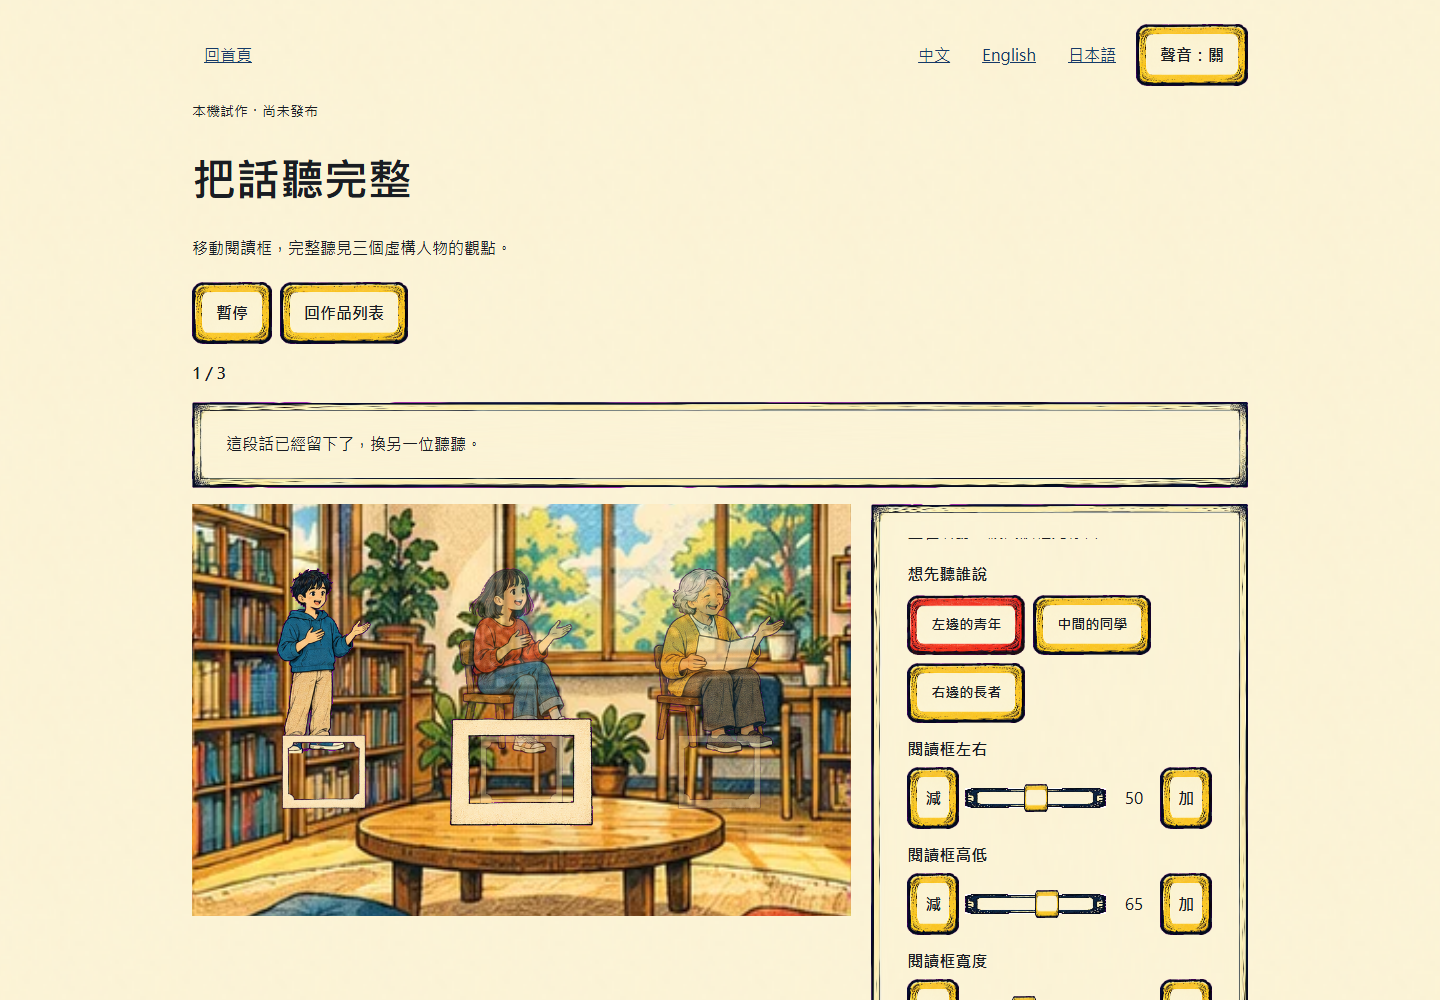 回首頁
中文 English 日本語 聲音：關
本機試作・尚未發布
把話聽完整
移動閱讀框，完整聽見三個虛構人物的觀點。
暫停 回作品列表
1 / 3
這段話已經留下了，換另一位聽聽。
想先聽誰說
左邊的青年 中間的同學
右邊的長者
閱讀框左右
減 50 加
閱讀框高低
減 65 加
閱讀框寬度